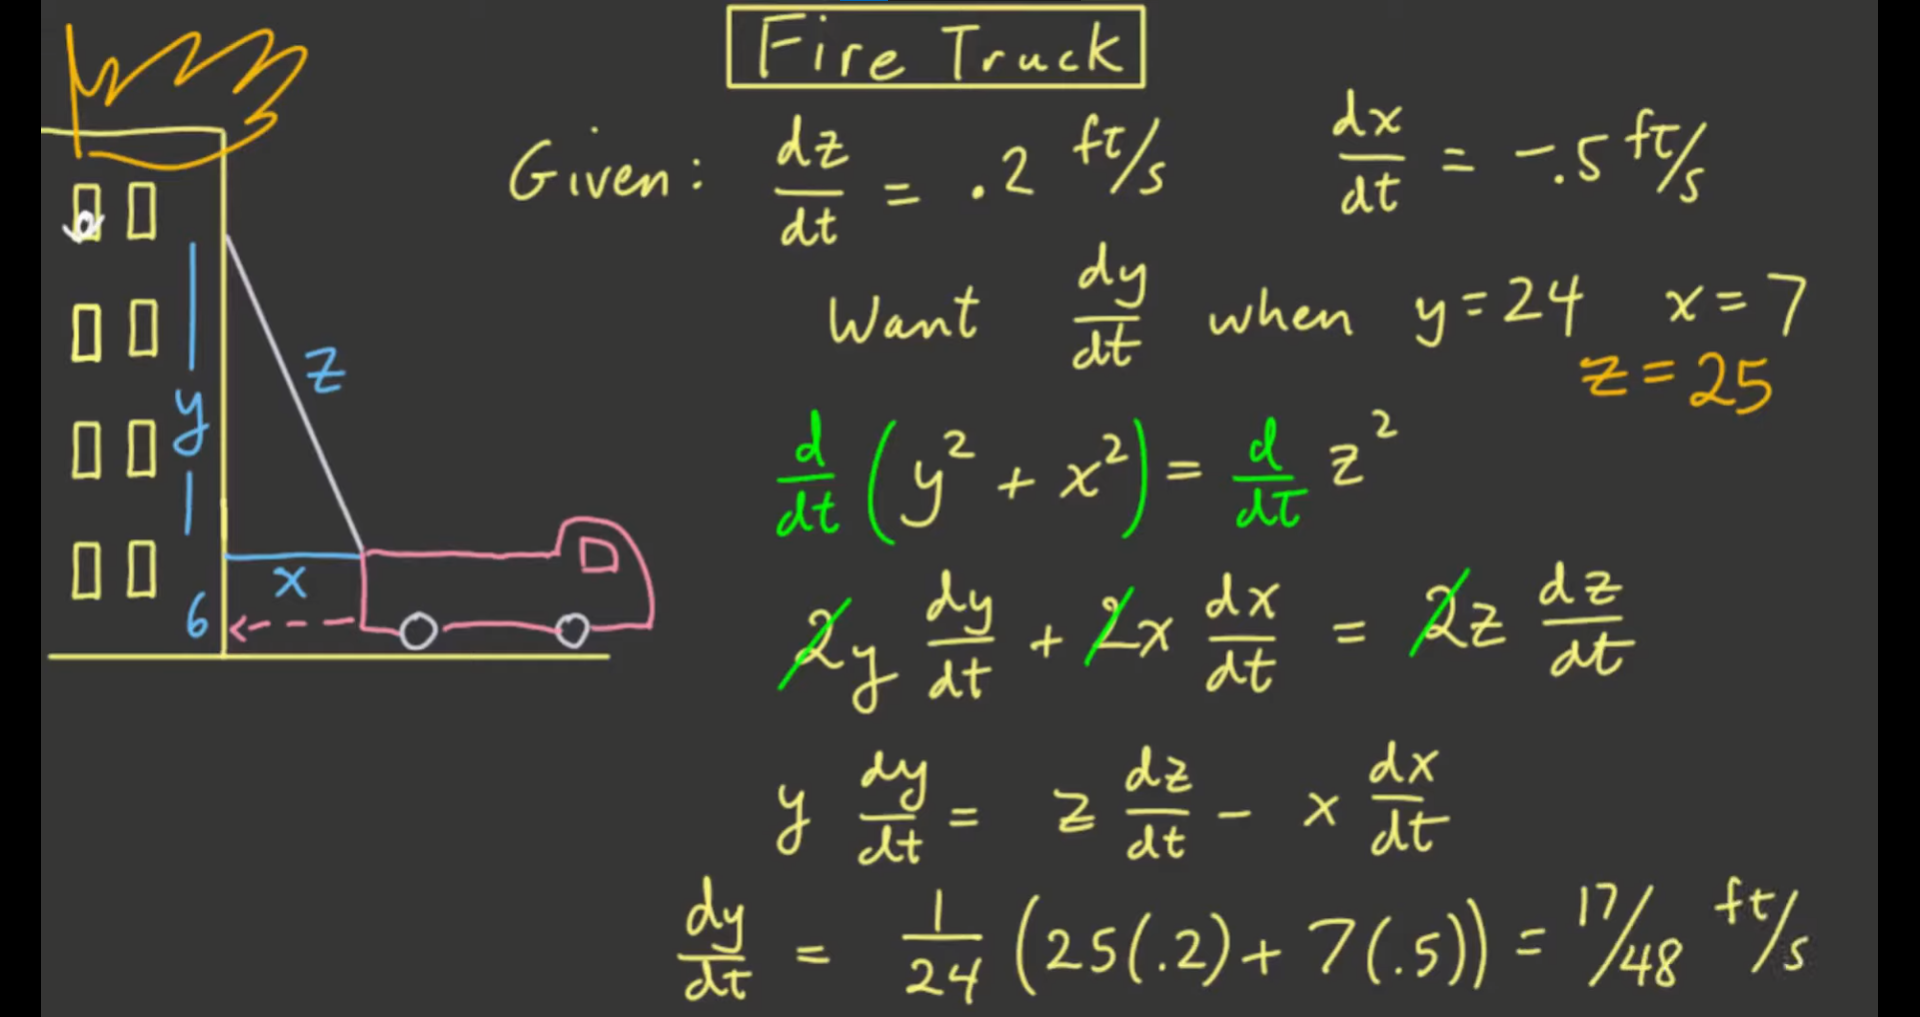 Fire Truck
Given: dz/dt = .2 ft/s dx/dt = -.5 ft/s
Want dy/dt when y=24 x=7
z=25
d/dt (y² + x²) = d/dt z²
2y dy/dt + 2x dx/dt = 2z dz/dt
y dy/dt = z dz/dt - x dx/dt
dy/dt = 1/24 (25(.2) + 7(.5)) = 17/48 ft/s
z
y
x
6